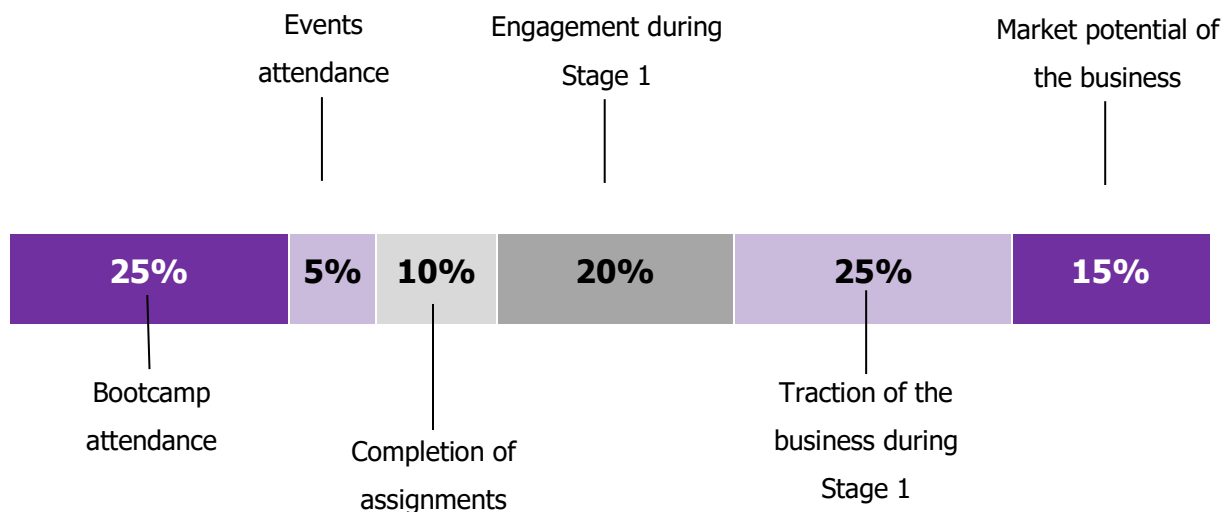 Events
attendance
Engagement during
Stage 1
Market potential of
the business
25%
5%
10%
20%
25%
15%
Bootcamp
attendance
Completion of
assignments
Traction of the
business during
Stage 1